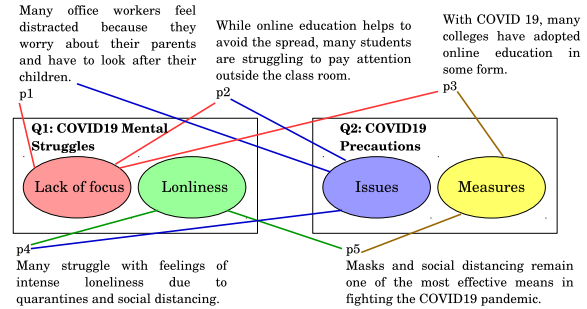 Many office workers feel
distracted because they
worry about their parents
and have to look after their
children.
p1
While online education helps to
avoid the spread, many students
are struggling to pay attention
outside the class room.
p2
With COVID 19, many
colleges have adopted
online education in
some form.
p3
Q1: COVID19 Mental
Struggles
Lack of focus
Lonliness
Q2: COVID19
Precautions
Issues
Measures
p4
Many struggle with feelings of
intense loneliness due to
quarantines and social distancing.
p5
Masks and social distancing remain
one of the most effective means in
fighting the COVID19 pandemic.